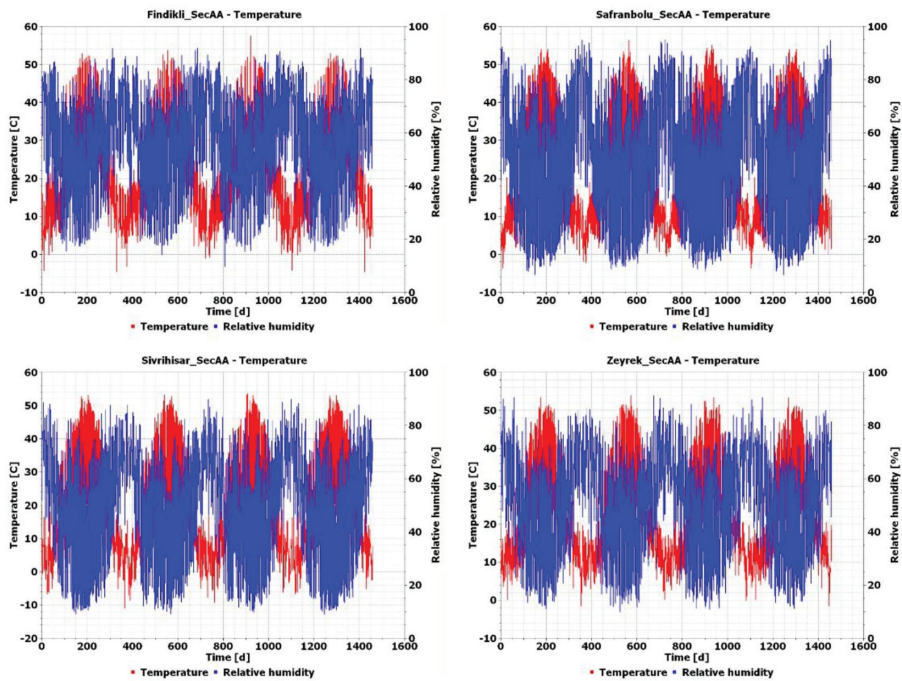 Findikli_SecAA - Temperature
60
50
40
30
20
10
0
-10
Temperature [C]
100
80
60
40
20
0
Relative humidity [%]
0 200 400 600 800 1000 1200 1400 1600
Time [d]
Temperature Relative humidity
Safranbolu_SecAA - Temperature
60
50
40
30
20
10
0
-10
Temperature [C]
100
80
60
40
20
0
Relative humidity [%]
0 200 400 600 800 1000 1200 1400 1600
Time [d]
Temperature Relative humidity
Sivrihisar_SecAA - Temperature
60
50
40
30
20
10
0
-10
-20
Temperature [C]
100
80
60
40
20
0
Relative humidity [%]
0 200 400 600 800 1000 1200 1400 1600
Time [d]
Temperature Relative humidity
Zeyrek_SecAA - Temperature
60
50
40
30
20
10
0
-10
Temperature [C]
100
80
60
40
20
0
Relative humidity [%]
0 200 400 600 800 1000 1200 1400 1600
Time [d]
Temperature Relative humidity